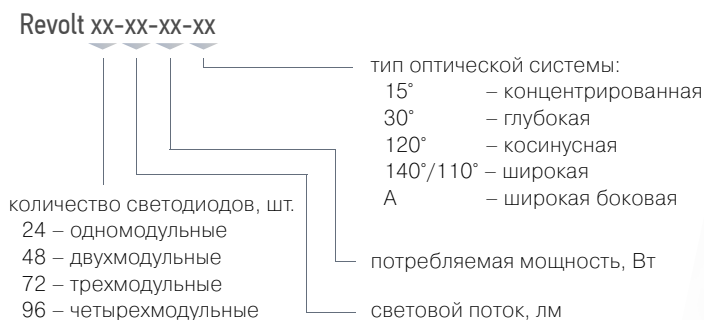 Revolt xx-xx-xx-xx
тип оптической системы:
15° – концентрированная
30° – глубокая
120° – косинусная
140°/110° – широкая
А – широкая боковая
количество светодиодов, шт.
24 – одномодульные
48 – двухмодульные
72 – трехмодульные
96 – четырехмодульные
потребляемая мощность, Вт
световой поток, лм